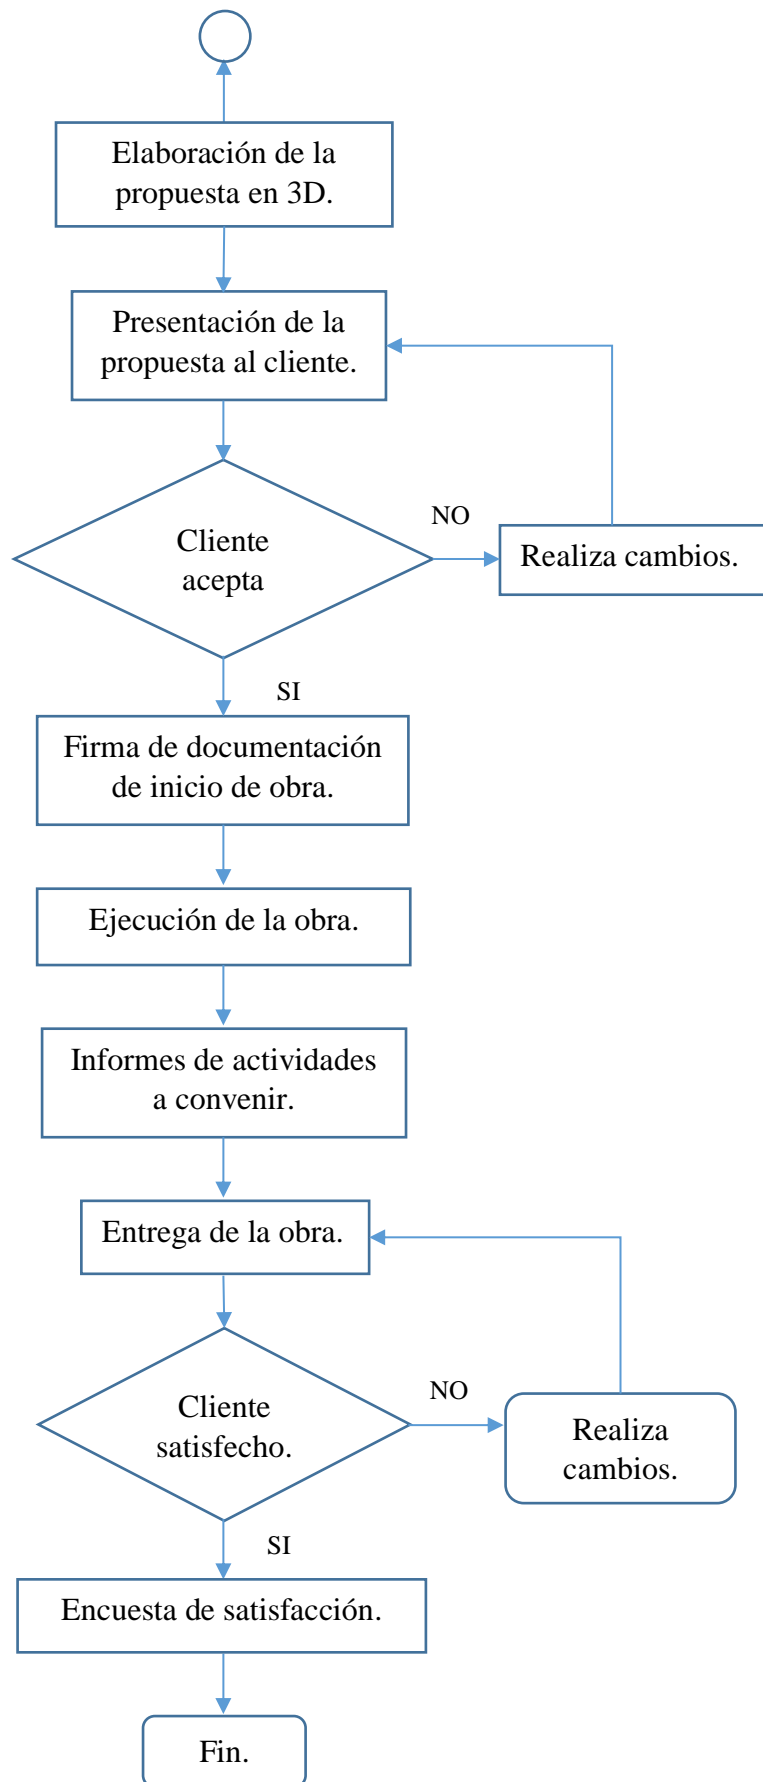 Elaboración de la
propuesta en 3D.
Presentación de la
propuesta al cliente.
Cliente
acepta
NO
Realiza cambios.
SI
Firma de documentación
de inicio de obra.
Ejecución de la obra.
Informes de actividades
a convenir.
Entrega de la obra.
Cliente
satisfecho.
NO
Realiza
cambios.
SI
Encuesta de satisfacción.
Fin.